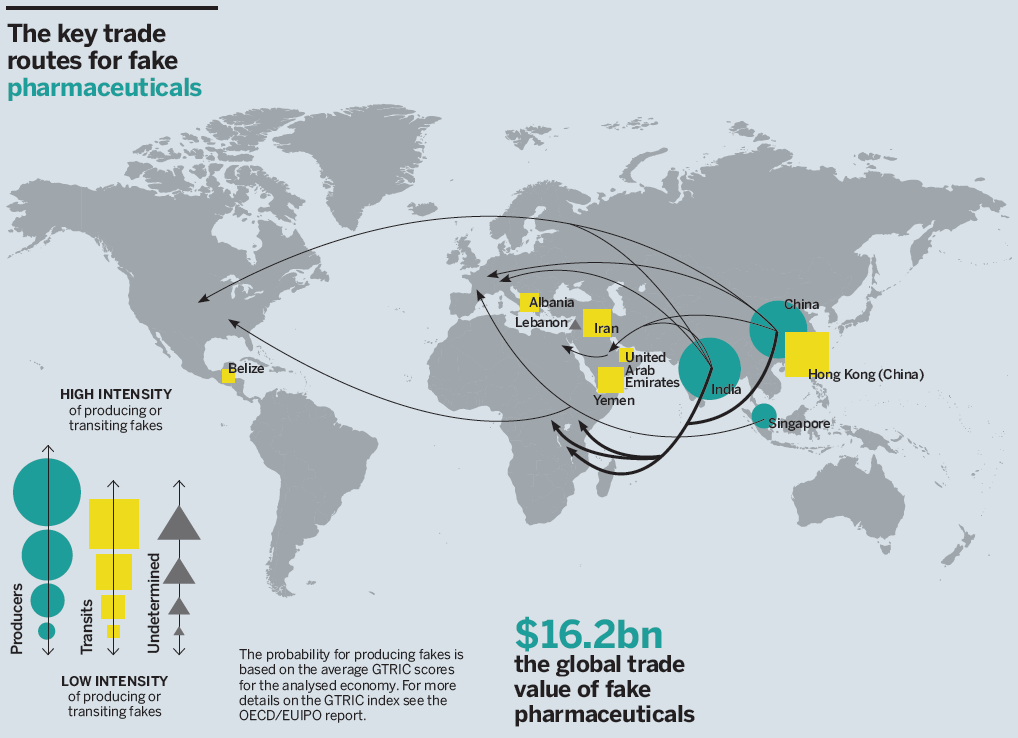 The key trade
routes for fake
pharmaceuticals
China
Albania
Lebanon
Iran
United
Arab
Emirates
Yemen
India
Hong Kong (China)
Singapore
Belize
HIGH INTENSITY
of producing or
transiting fakes
Producers
Transits
Undetermined
LOW INTENSITY
of producing or
transiting fakes
The probability for producing fakes is
based on the average GTRIC scores
for the analysed economy. For more
details on the GTRIC index see the
OECD/EUIPO report.
$16.2bn
the global trade
value of fake
pharmaceuticals